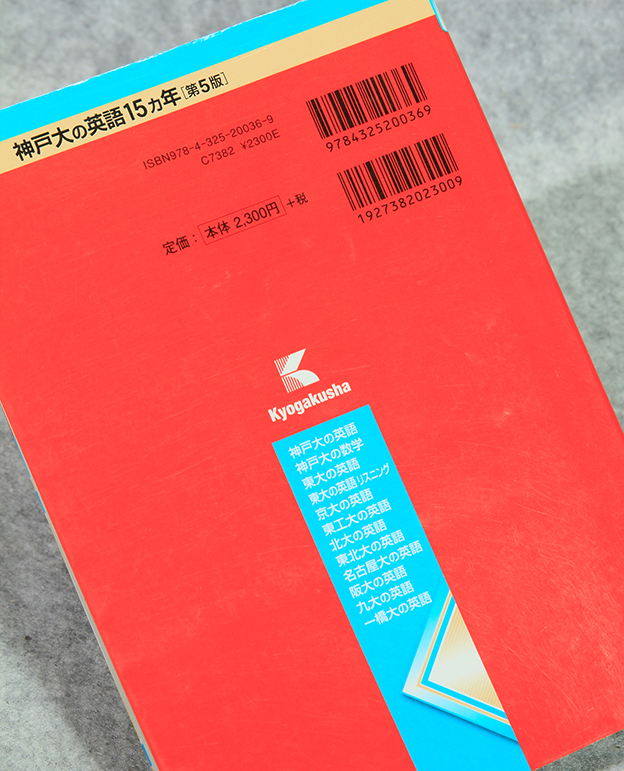 神戸大の英語15ヵ年[第5版]
ISBN978-4-325-20036-9
C7382 ¥2300E
定価：本体 2,300円+税
9784325200369
1927382023009
Kyogakusha
神戸大の英語
神戸大の数学
東大の英語
東大の英語リスニング
京大の英語
東工大の英語
北大の英語
東北大の英語
名古屋大の英語
阪大の英語
九大の英語
一橋大の英語